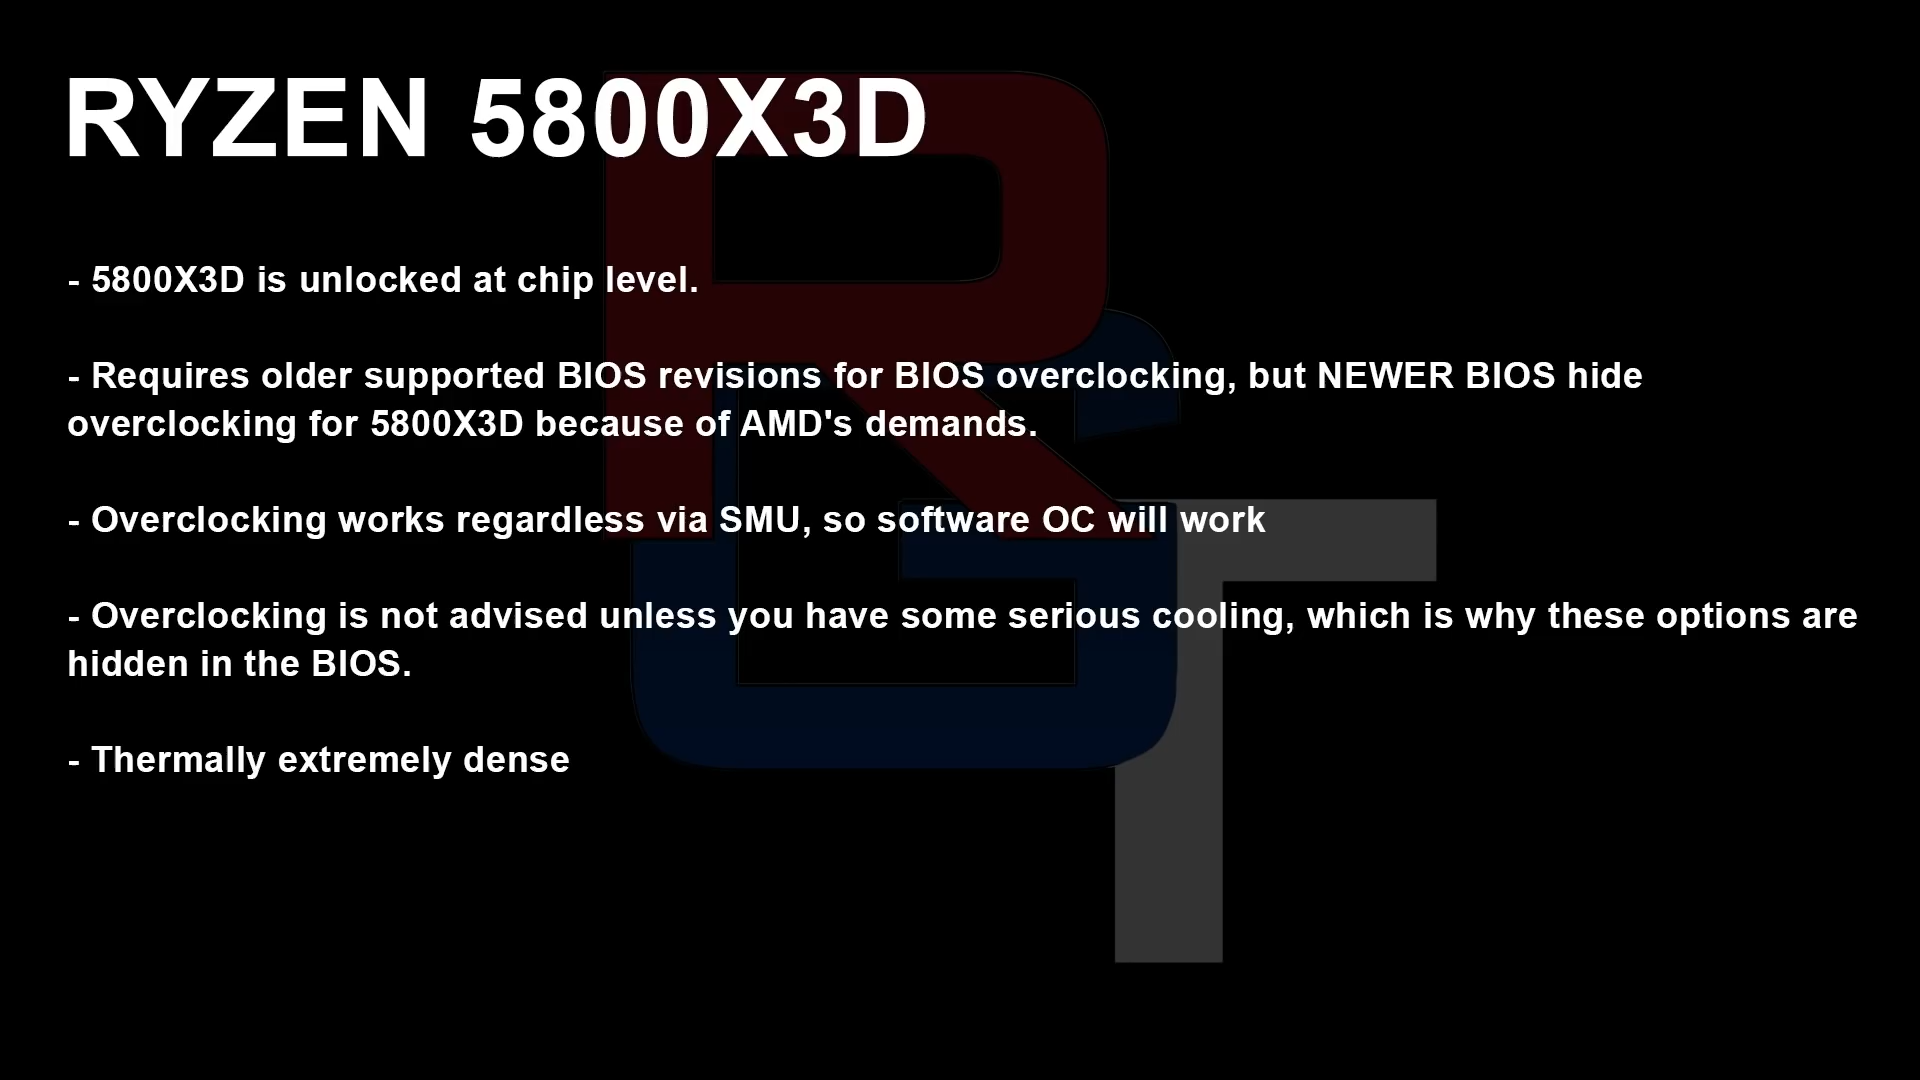 RYZEN 5800X3D
- 5800X3D is unlocked at chip level.
- Requires older supported BIOS revisions for BIOS overclocking, but NEWER BIOS hide
overclocking for 5800X3D because of AMD's demands.
- Overclocking works regardless via SMU, so software OC will work
- Overclocking is not advised unless you have some serious cooling, which is why these options are
hidden in the BIOS.
- Thermally extremely dense
RGT